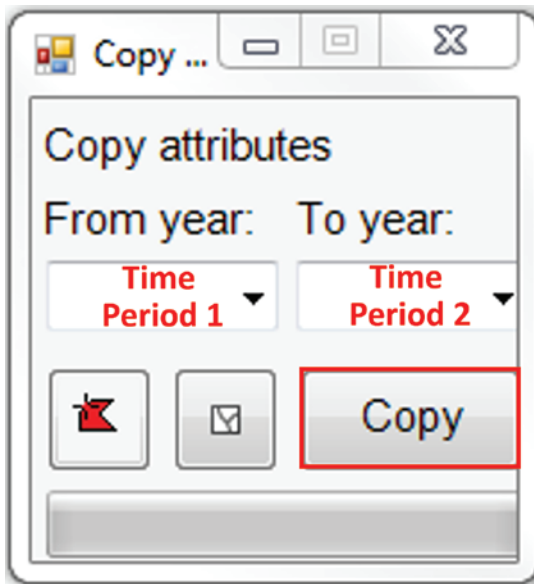 Copy ...
Copy attributes
From year: To year:
Time Time
Period 1 Period 2
Copy